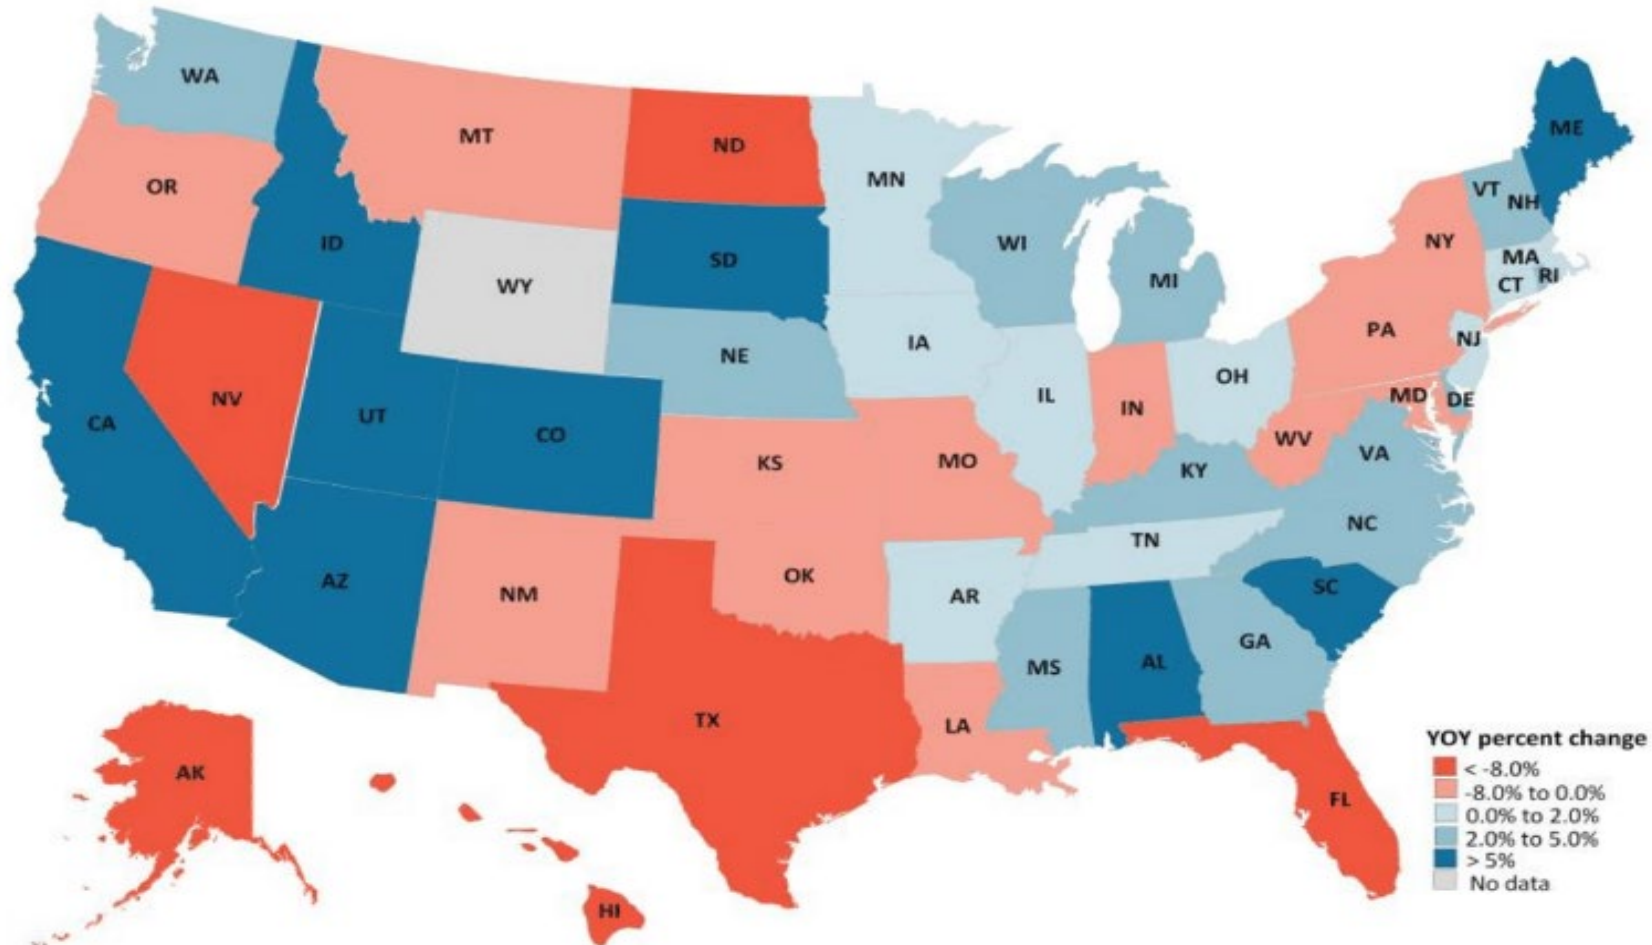 WA
MT
ND
MN
ME
OR
VT
NH
ID
SD
WI
NY
MI
MA
WY
CT
RI
NE
IA
PA
NJ
NV
UT
CO
IL
IN
OH
MD
DE
CA
KS
MO
WV
VA
KY
NC
AZ
NM
OK
AR
TN
SC
MS
AL
GA
TX
LA
AK
FL
HI
YOY percent change
< -8.0%
-8.0% to 0.0%
0.0% to 2.0%
2.0% to 5.0%
> 5%
No data